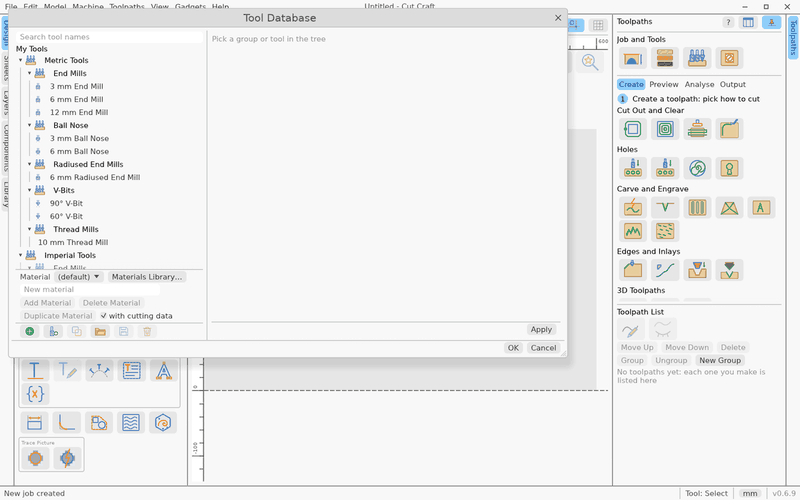 File Edit Model Machine Toolpaths View Gadgets Help
Untitled - Cut Craft
Tool Database
Search tool names
My Tools
Metric Tools
End Mills
3 mm End Mill
6 mm End Mill
12 mm End Mill
Ball Nose
3 mm Ball Nose
6 mm Ball Nose
Radiused End Mills
6 mm Radiused End Mill
V-Bits
90° V-Bit
60° V-Bit
Thread Mills
10 mm Thread Mill
Imperial Tools
End Mills
Material (default) Materials Library...
New material
Add Material Delete Material
Duplicate Material with cutting data
Pick a group or tool in the tree
Apply
OK Cancel
Layers
Components
Library
600
0
-100
Trace Picture
Toolpaths
?
Job and Tools
Create Preview Analyse Output
1 Create a toolpath: pick how to cut
Cut Out and Clear
Holes
Carve and Engrave
Edges and Inlays
3D Toolpaths
Toolpath List
Move Up Move Down Delete
Group Ungroup New Group
No toolpaths yet: each one you make is
listed here
Toolpaths
New job created
Tool: Select mm v0.6.9